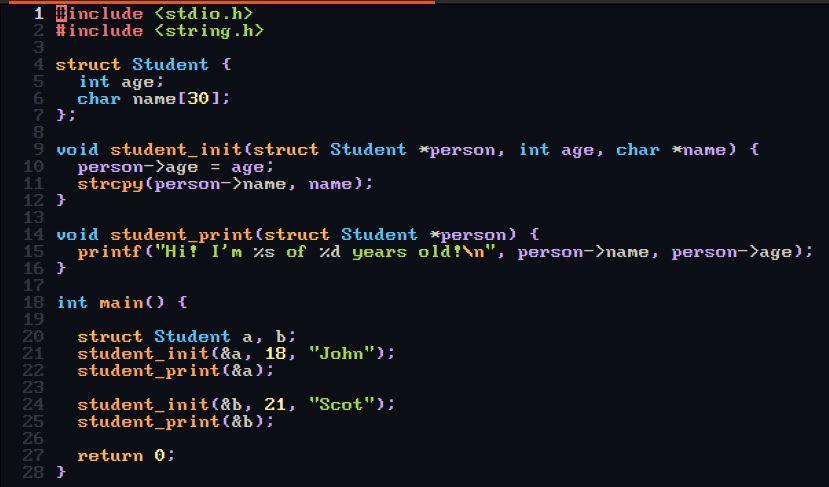 1 #include <stdio.h>
2 #include <string.h>
3
4 struct Student {
5   int age;
6   char name[30];
7 };
8
9 void student_init(struct Student *person, int age, char *name) {
10   person->age = age;
11   strcpy(person->name, name);
12 }
13
14 void student_print(struct Student *person) {
15   printf("Hi! I'm %s of %d years old!\n", person->name, person->age);
16 }
17
18 int main() {
19
20   struct Student a, b;
21   student_init(&a, 18, "John");
22   student_print(&a);
23
24   student_init(&b, 21, "Scot");
25   student_print(&b);
26
27   return 0;
28 }